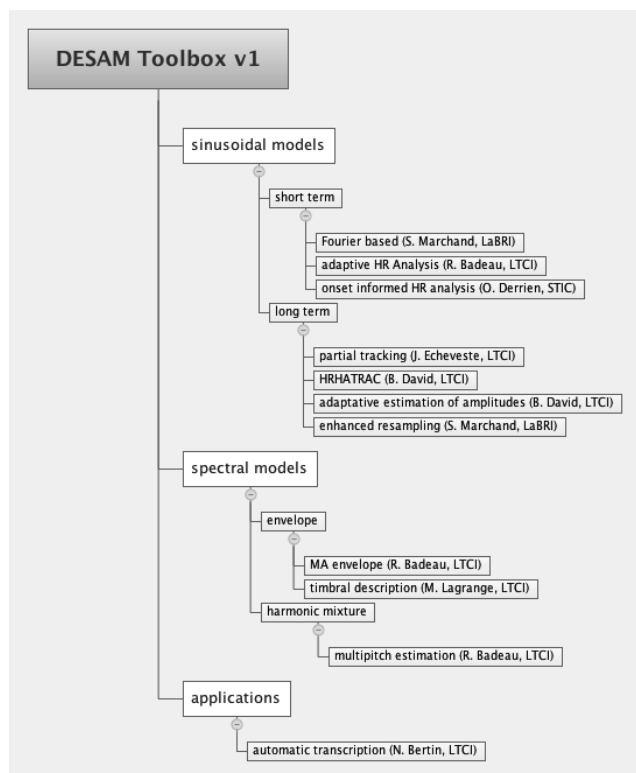 DESAM Toolbox v1
sinusoidal models
short term
Fourier based (S. Marchand, LaBRI)
adaptive HR Analysis (R. Badeau, LTCI)
onset informed HR analysis (O. Derrien, STIC)
long term
partial tracking (J. Echeveste, LTCI)
HRHATRAC (B. David, LTCI)
adaptative estimation of amplitudes (B. David, LTCI)
enhanced resampling (S. Marchand, LaBRI)
spectral models
envelope
MA envelope (R. Badeau, LTCI)
timbral description (M. Lagrange, LTCI)
harmonic mixture
multipitch estimation (R. Badeau, LTCI)
applications
automatic transcription (N. Bertin, LTCI)